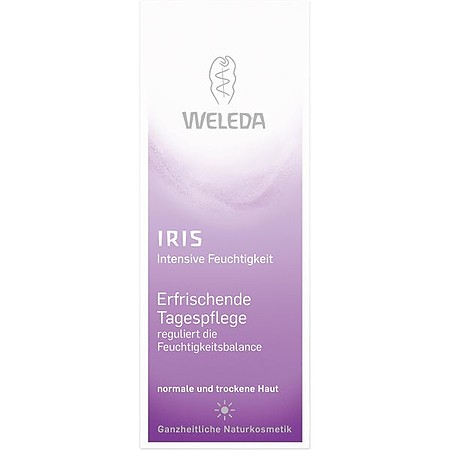 WELEDA
IRIS
Intensive Feuchtigkeit
Erfrischende
Tagespflege
reguliert die
Feuchtigkeitsbalance
normale und trockene Haut
Ganzheitliche Naturkosmetik